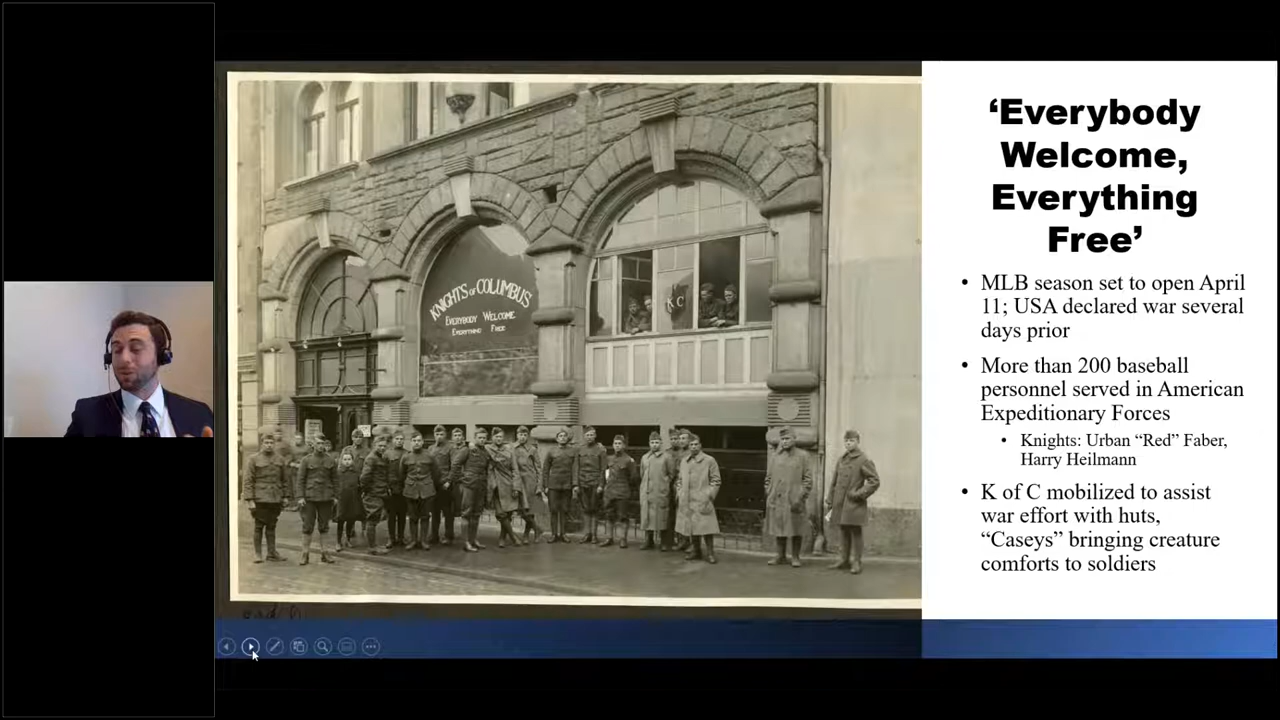 ‘Everybody
Welcome,
Everything
Free’
• MLB season set to open April
11; USA declared war several
days prior
• More than 200 baseball
personnel served in American
Expeditionary Forces
• Knights: Urban “Red” Faber,
Harry Heilmann
• K of C mobilized to assist
war effort with huts,
“Caseys” bringing creature
comforts to soldiers
KNIGHTS OF COLUMBUS
EVERYBODY WELCOME
EVERYTHING FREE
KC